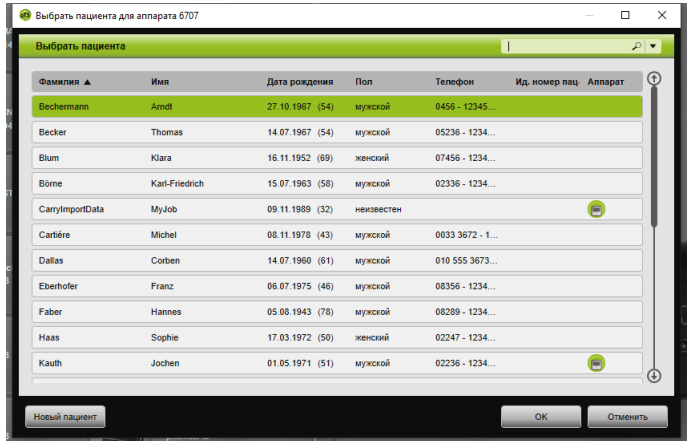 Выбрать пациента для аппарата 6707
Выбрать пациента
Фамилия ▲ Имя Дата рождения Пол Телефон Ид. номер пац. Аппарат
Bechermann Arndt 27.10.1967 (54) мужской 0456 - 12345...
Becker Thomas 14.07.1967 (54) мужской 05236 - 1234...
Blum Klara 16.11.1952 (69) женский 07456 - 1234...
Börne Karl-Friedrich 15.07.1963 (58) мужской 02336 - 1234...
CarryImportData MyJob 09.11.1989 (32) неизвестен
Cartiére Michel 08.11.1978 (43) мужской 0033 3672 - 1...
Dallas Corben 14.07.1960 (61) мужской 010 555 3673...
Eberhofer Franz 06.07.1975 (46) мужской 08356 - 1234...
Faber Hannes 05.08.1943 (78) мужской 08289 - 1234...
Haas Sophie 17.03.1972 (50) женский 02247 - 1234...
Kauth Jochen 01.05.1971 (51) мужской 02236 - 1234...
Новый пациент OK Отменить